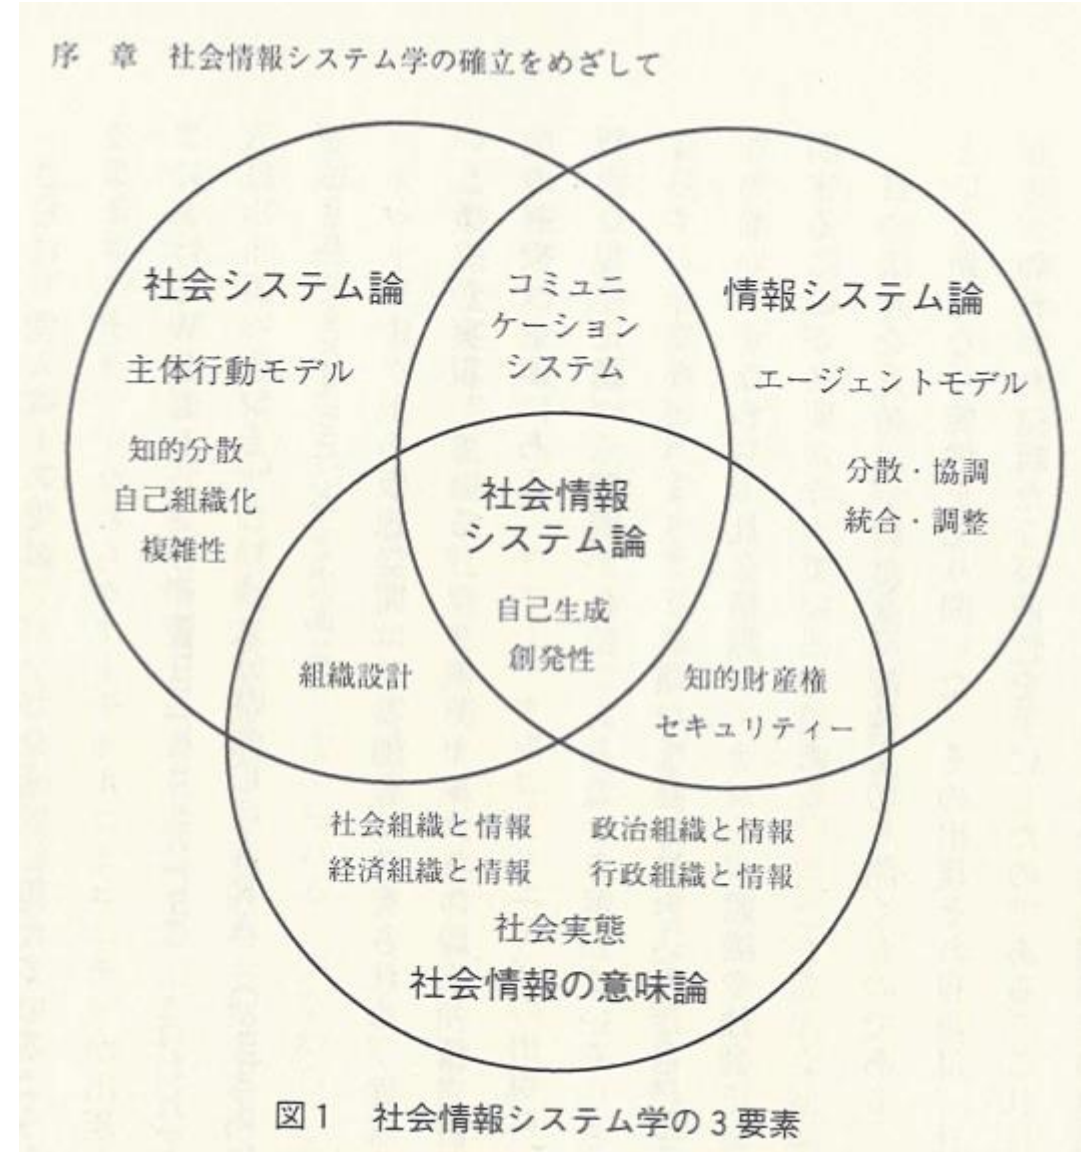 序　章　社会情報システム学の確立をめざして
社会システム論
主体行動モデル
知的分散
自己組織化
複雑性
コミュニ
ケーション
システム
情報システム論
エージェントモデル
分散・協調
統合・調整
社会情報
システム論
自己生成
創発性
組織設計
知的財産権
セキュリティー
社会組織と情報　政治組織と情報
経済組織と情報　行政組織と情報
社会実態
社会情報の意味論
図1　社会情報システム学の3要素